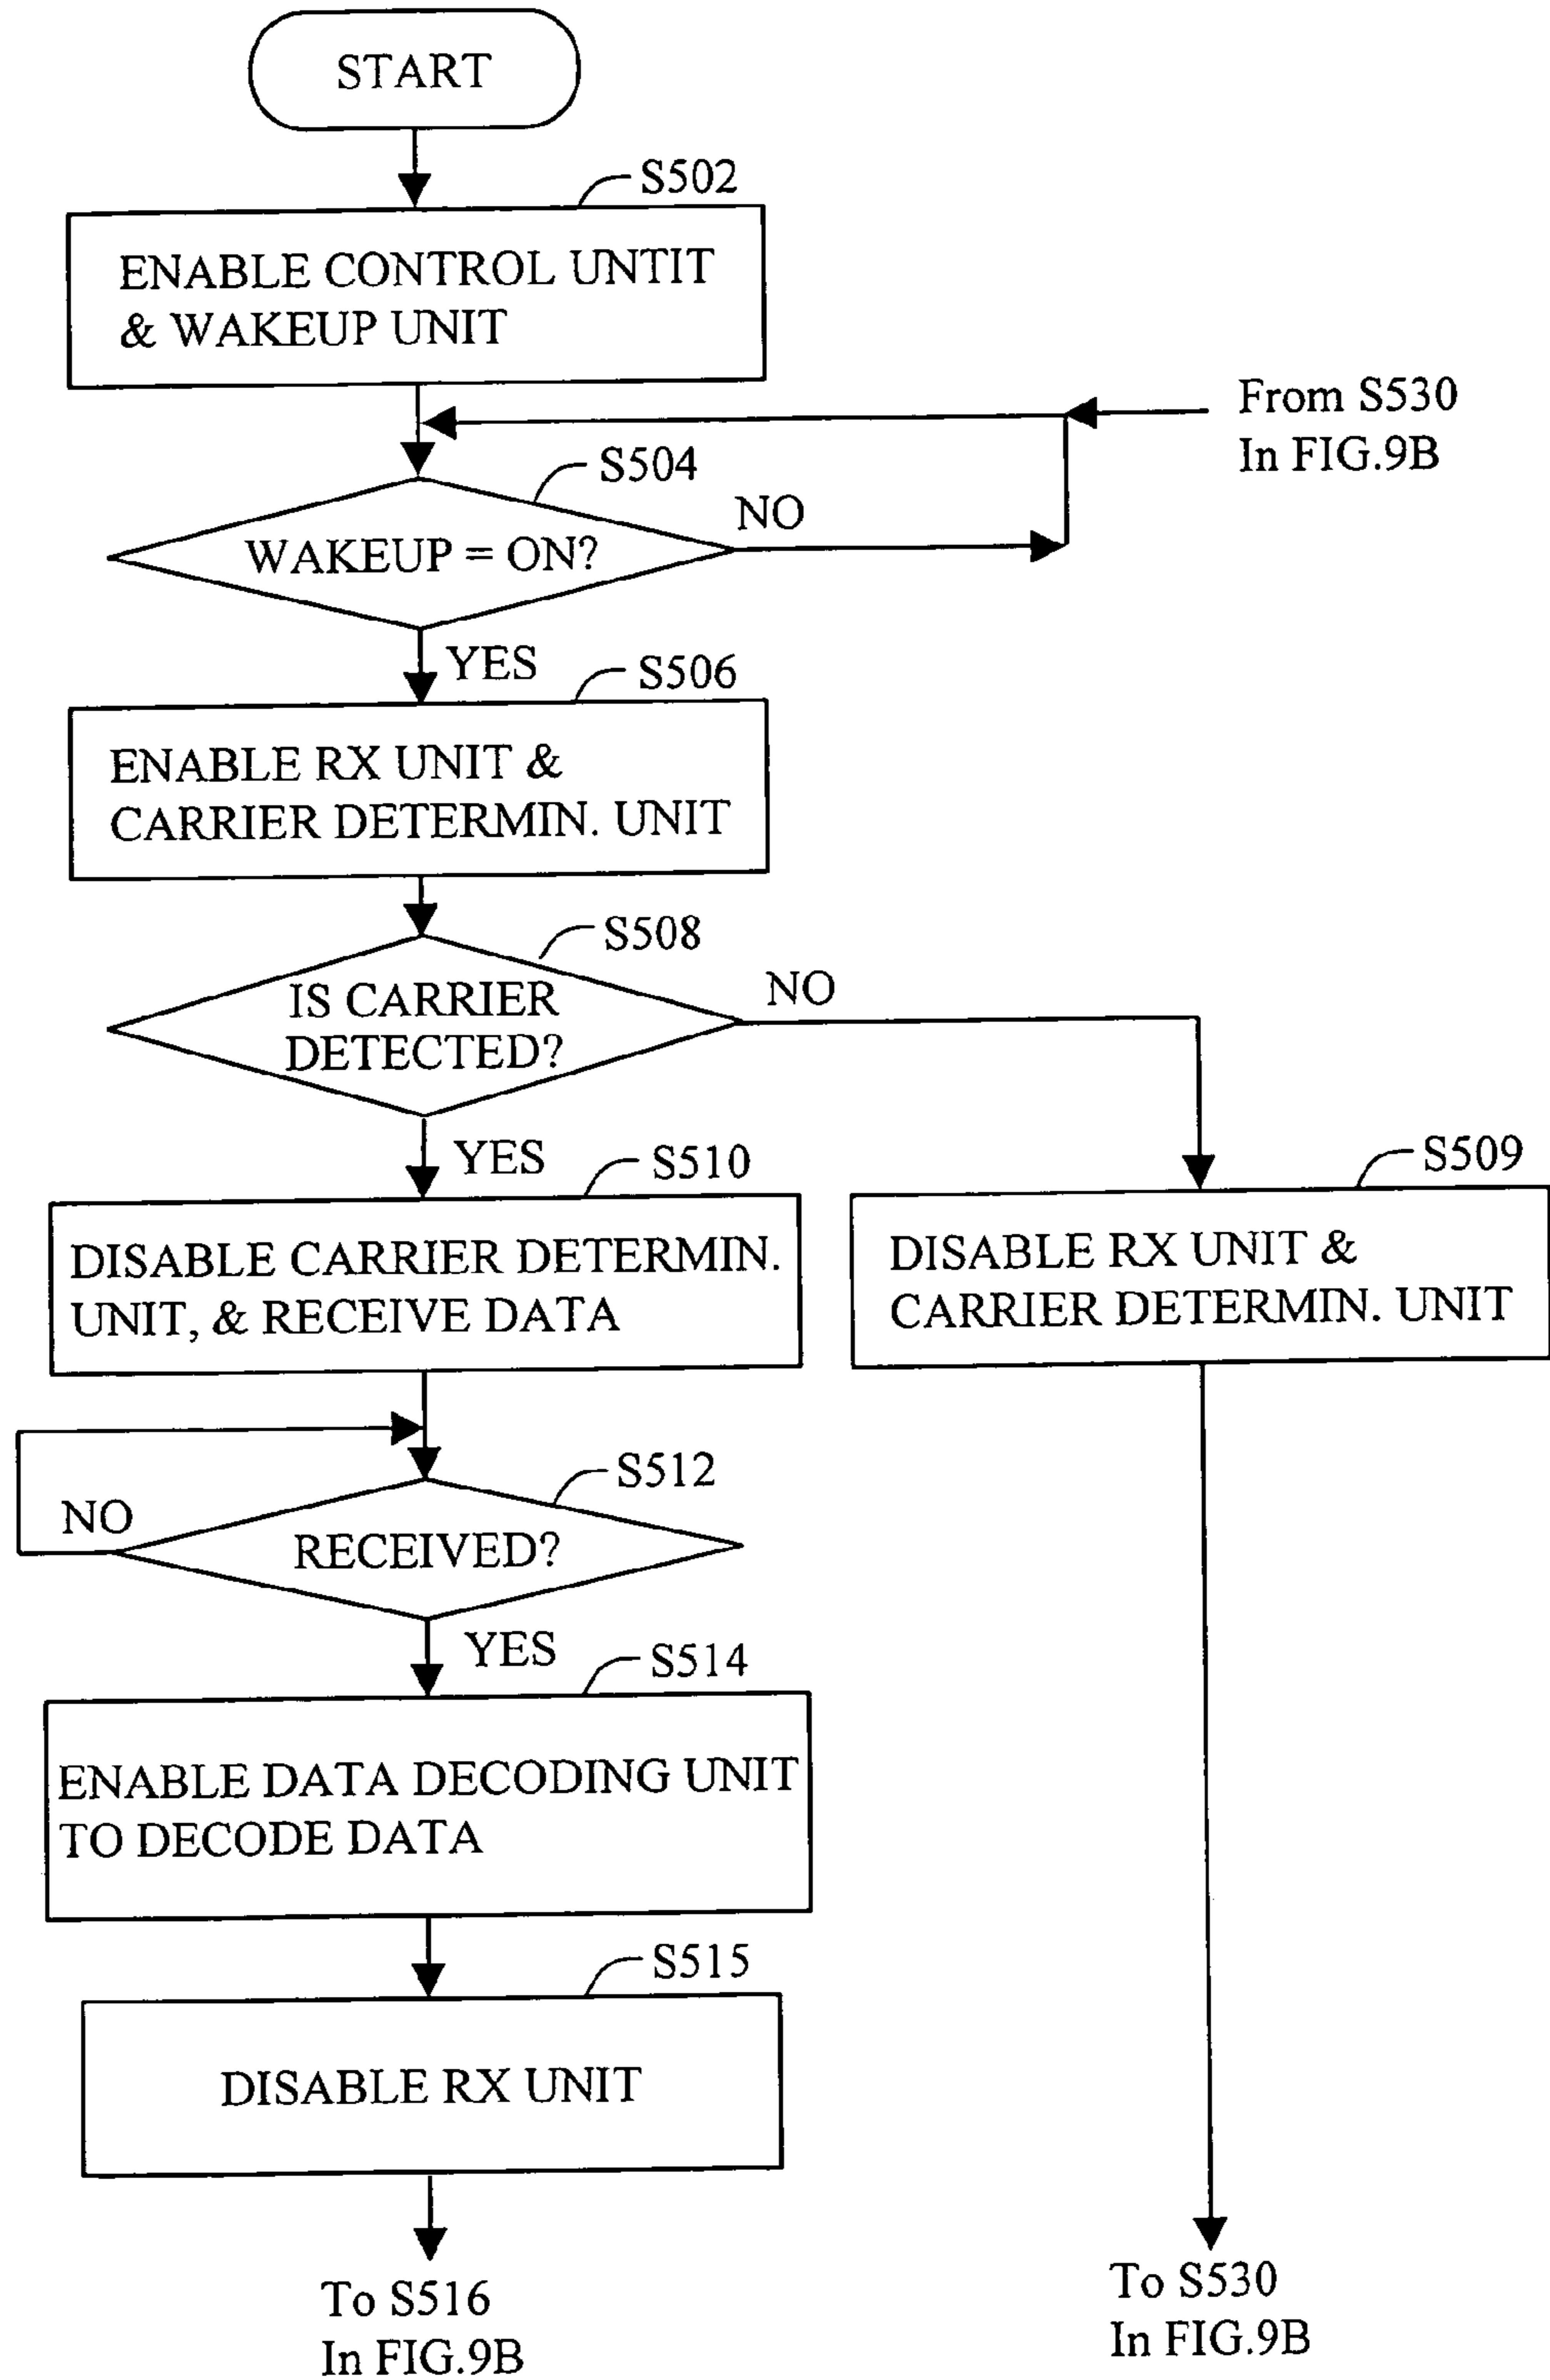 START
S502
ENABLE CONTROL UNTIT
& WAKEUP UNIT
From S530
In FIG.9B
S504
NO
WAKEUP = ON?
YES
S506
ENABLE RX UNIT &
CARRIER DETERMIN. UNIT
S508
NO
IS CARRIER
DETECTED?
YES
S510
S509
DISABLE CARRIER DETERMIN.
UNIT, & RECEIVE DATA
DISABLE RX UNIT &
CARRIER DETERMIN. UNIT
S512
NO
RECEIVED?
YES
S514
ENABLE DATA DECODING UNIT
TO DECODE DATA
S515
DISABLE RX UNIT
To S516
In FIG.9B
To S530
In FIG.9B